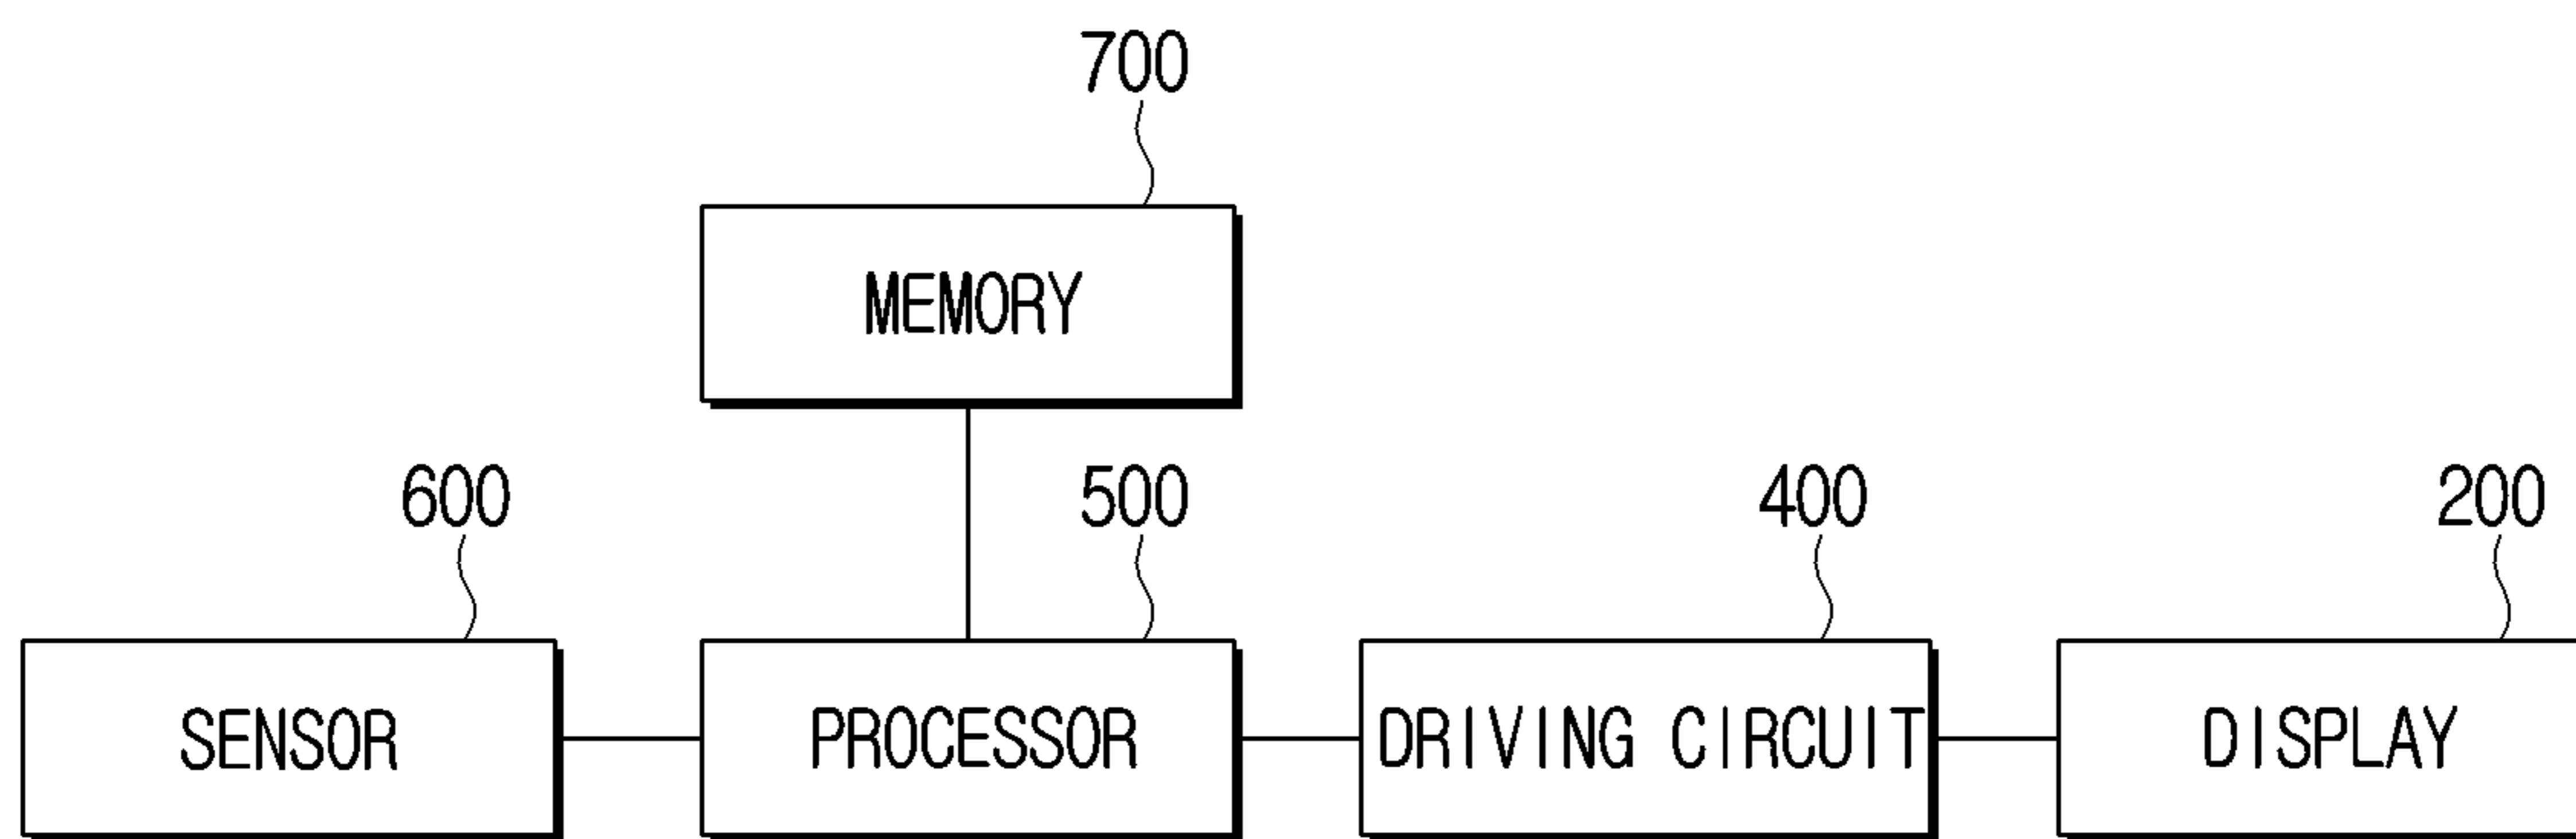 700
MEMORY
600 500 400 200
SENSOR PROCESSOR DRIVING CIRCUIT DISPLAY